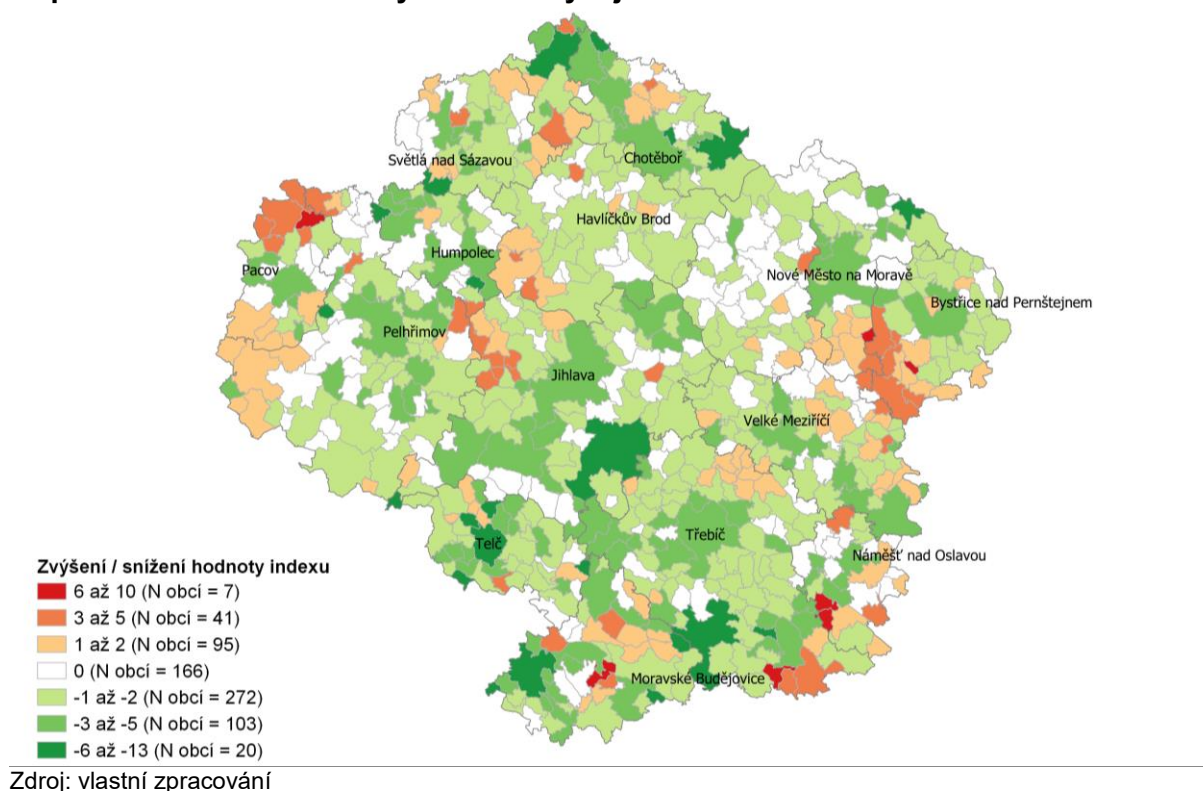 Světlá nad Sázavou
Chotěboř
Havlíčkův Brod
Humpolec
Pacov
Nové Město na Moravě
Bystřice nad Pernštejnem
Pelhřimov
Jihlava
Velké Meziříčí
Třebíč
Telč
Náměšť nad Oslavou
Moravské Budějovice
Zvýšení / snížení hodnoty indexu
6 až 10 (N obcí = 7)
3 až 5 (N obcí = 41)
1 až 2 (N obcí = 95)
0 (N obcí = 166)
-1 až -2 (N obcí = 272)
-3 až -5 (N obcí = 103)
-6 až -13 (N obcí = 20)
Zdroj: vlastní zpracování